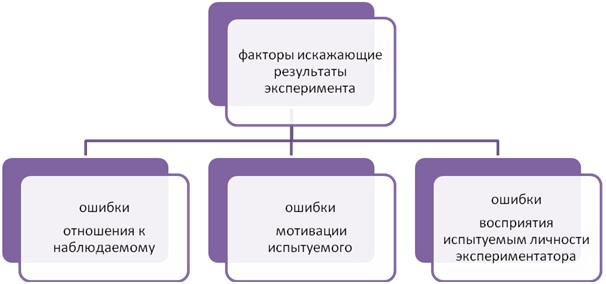 факторы искажающие
результаты
эксперимента
ошибки
отношения к
наблюдаемому
ошибки
мотивации
испытуемого
ошибки
восприятия
испытуемым личности
экспериментатора